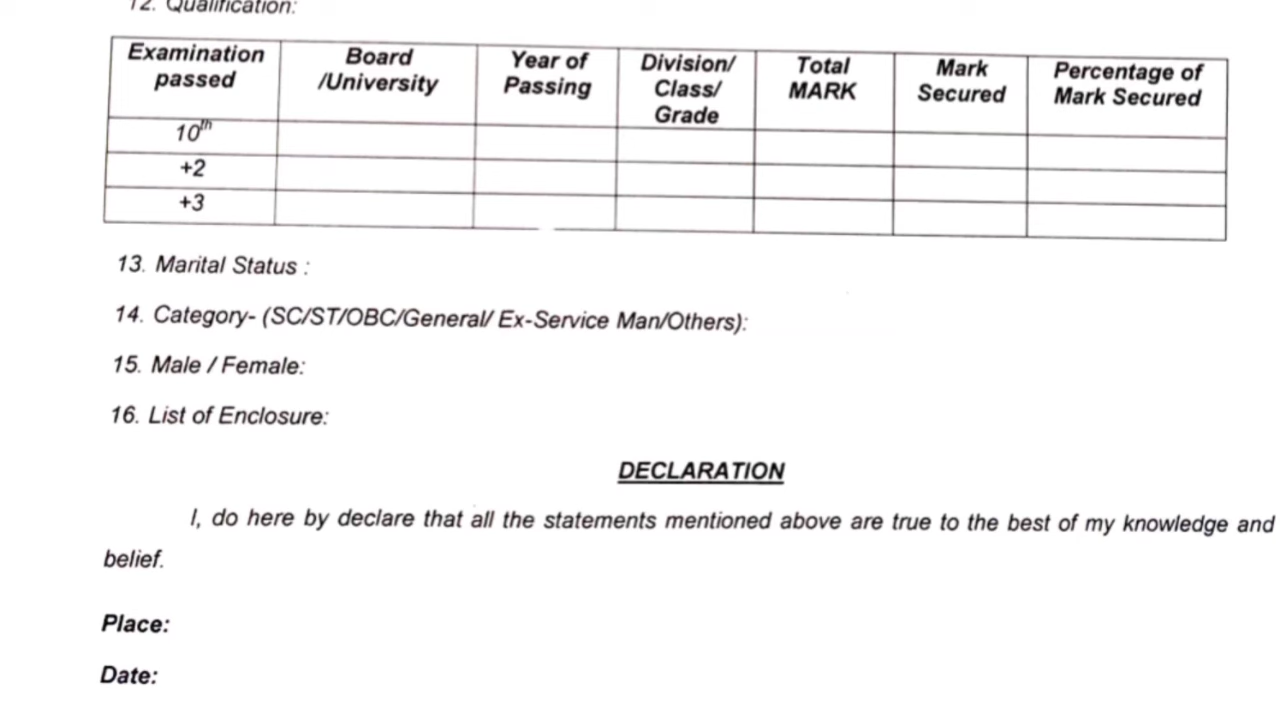 12. Qualification:
Examination passed | Board /University | Year of Passing | Division/ Class/ Grade | Total MARK | Mark Secured | Percentage of Mark Secured
10th
+2
+3
13. Marital Status :
14. Category- (SC/ST/OBC/General/ Ex-Service Man/Others):
15. Male / Female:
16. List of Enclosure:
DECLARATION
I, do here by declare that all the statements mentioned above are true to the best of my knowledge and
belief.
Place:
Date: